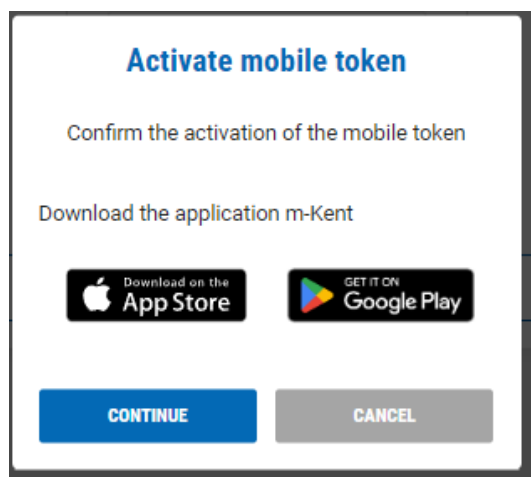 Activate mobile token
Confirm the activation of the mobile token
Download the application m-Kent
Download on the
App Store
GET IT ON
Google Play
CONTINUE
CANCEL